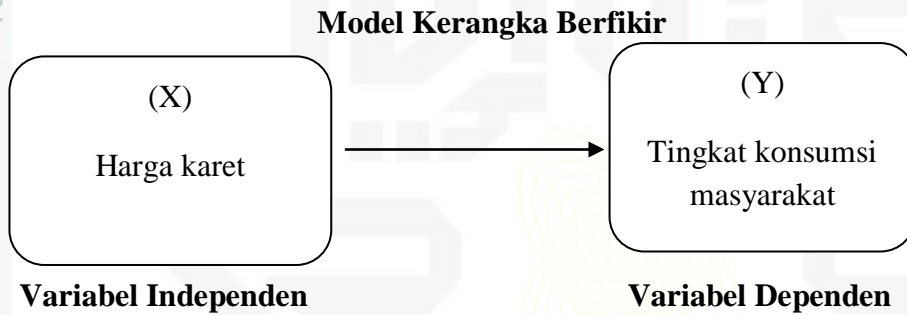 Model Kerangka Berfikir
(X)
Harga karet
(Y)
Tingkat konsumsi
masyarakat
Variabel Independen
Variabel Dependen